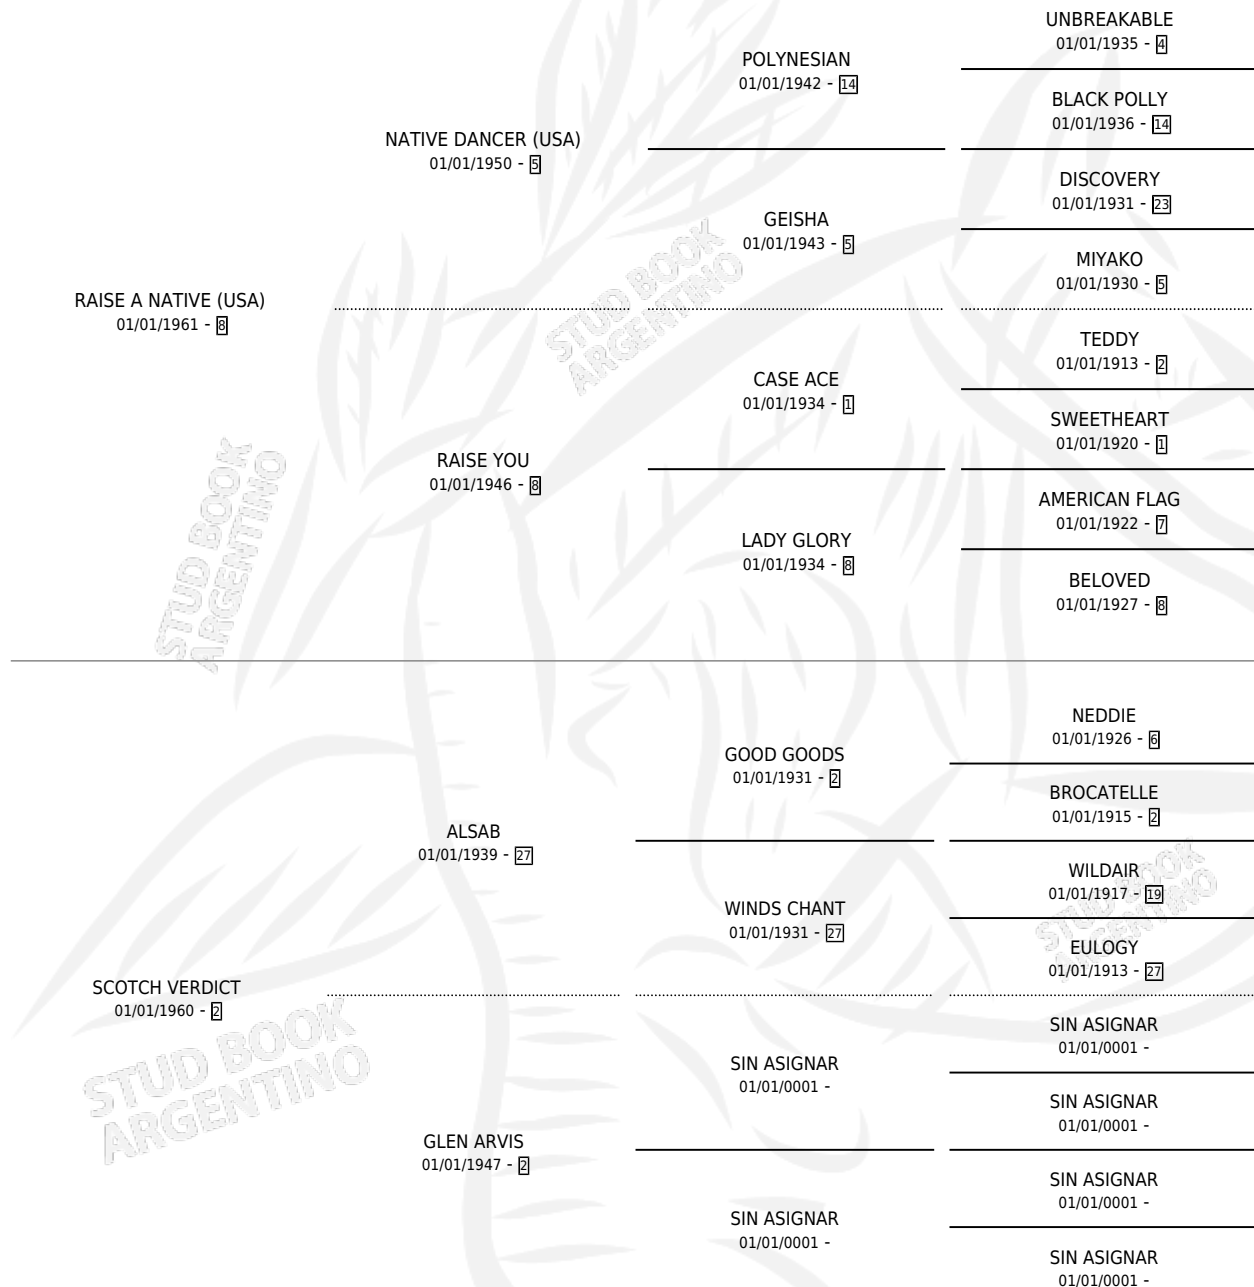 UNBREAKABLE
01/01/1935 - 4
POLYNESIAN
01/01/1942 - 14
BLACK POLLY
01/01/1936 - 14
NATIVE DANCER (USA)
01/01/1950 - 5
DISCOVERY
01/01/1931 - 23
GEISHA
01/01/1943 - 5
MIYAKO
01/01/1930 - 5
RAISE A NATIVE (USA)
01/01/1961 - 8
TEDDY
01/01/1913 - 2
CASE ACE
01/01/1934 - 1
SWEETHEART
01/01/1920 - 1
RAISE YOU
01/01/1946 - 8
AMERICAN FLAG
01/01/1922 - 7
LADY GLORY
01/01/1934 - 8
BELOVED
01/01/1927 - 8
NEDDIE
01/01/1926 - 6
GOOD GOODS
01/01/1931 - 2
BROCATELLE
01/01/1915 - 2
ALSAB
01/01/1939 - 27
WILDAIR
01/01/1917 - 19
WINDS CHANT
01/01/1931 - 27
EULOGY
01/01/1913 - 27
SCOTCH VERDICT
01/01/1960 - 2
SIN ASIGNAR
01/01/0001 -
SIN ASIGNAR
01/01/0001 -
SIN ASIGNAR
01/01/0001 -
GLEN ARVIS
01/01/1947 - 2
SIN ASIGNAR
01/01/0001 -
SIN ASIGNAR
01/01/0001 -
SIN ASIGNAR
01/01/0001 -
STUD BOOK
ARGENTINO
STUD BOOK
ARGENTINO
STUD BOOK
ARGENTINO
STUD BOOK
ARGENTINO